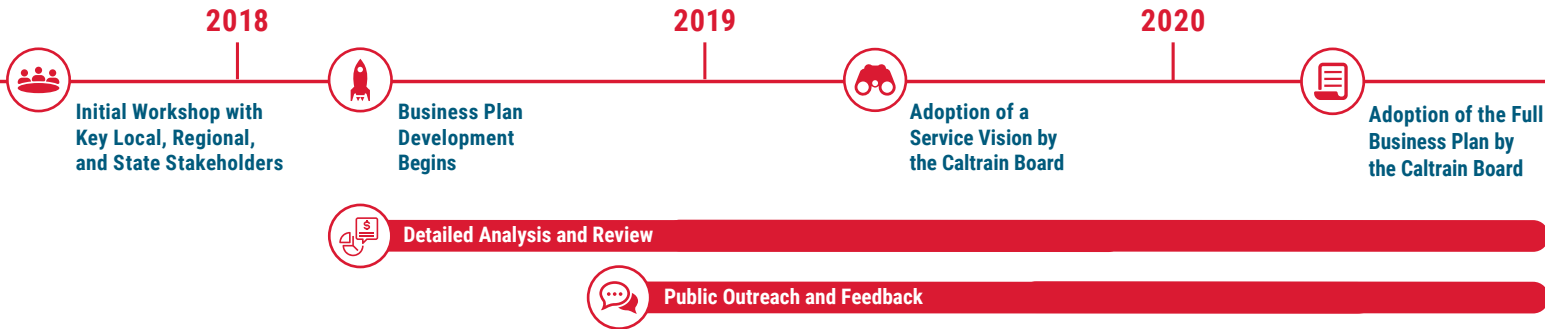 2018
2019
2020
Initial Workshop with
Key Local, Regional,
and State Stakeholders
Business Plan
Development
Begins
Adoption of a
Service Vision by
the Caltrain Board
Adoption of the Full
Business Plan by
the Caltrain Board
$
Detailed Analysis and Review
Public Outreach and Feedback